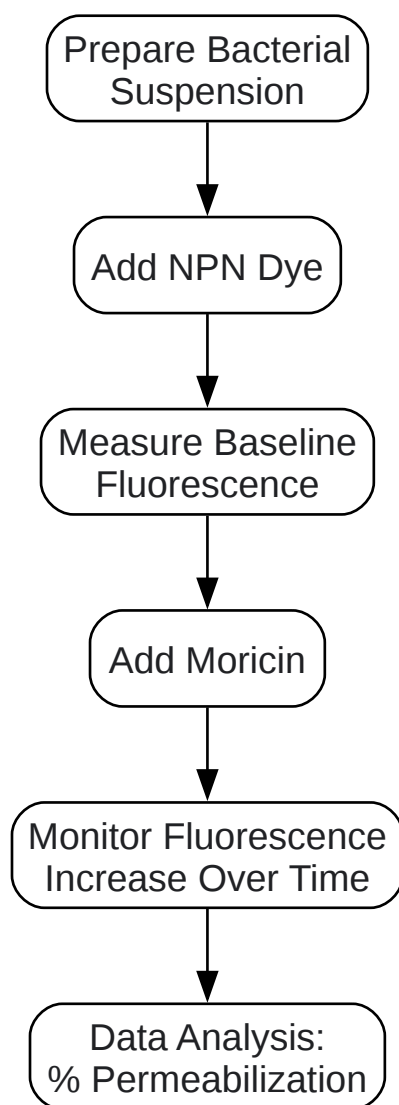 Prepare Bacterial
Suspension
Add NPN Dye
Measure Baseline
Fluorescence
Add Moricin
Monitor Fluorescence
Increase Over Time
Data Analysis:
% Permeabilization